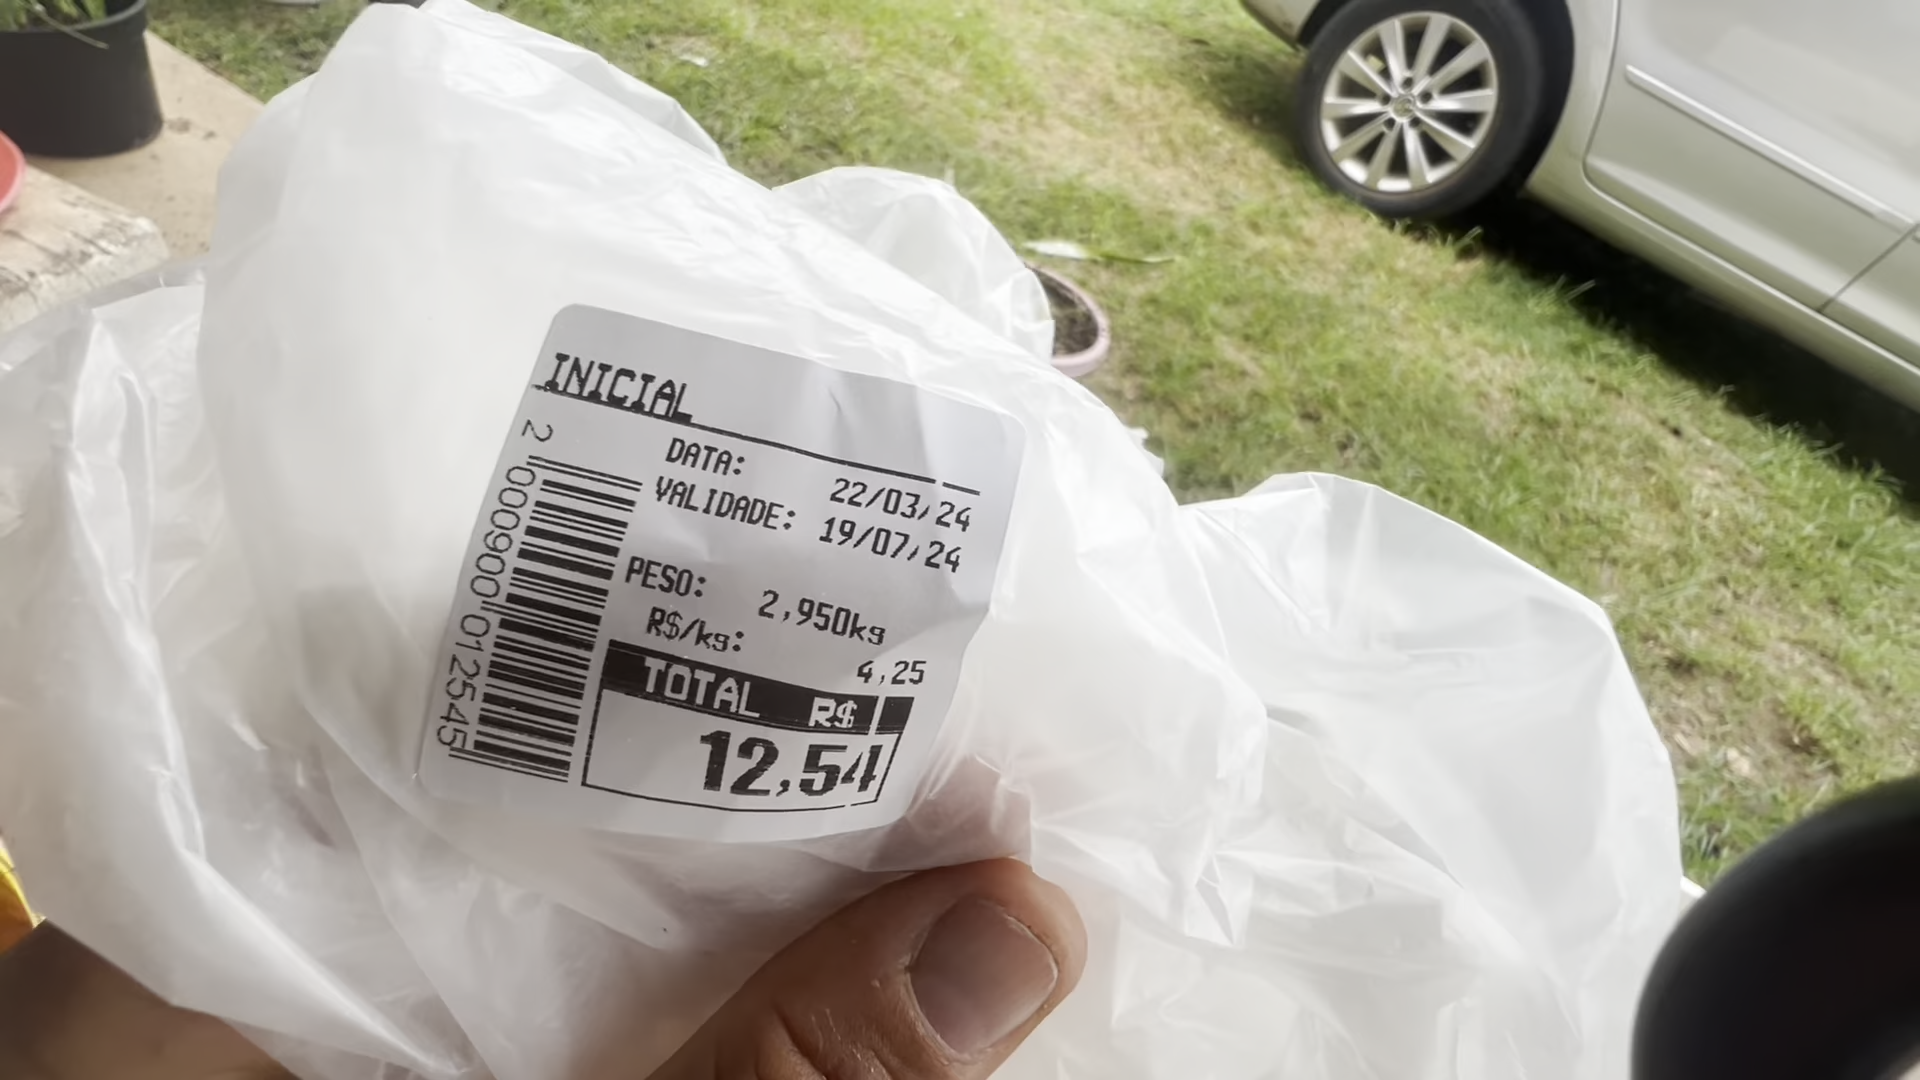 INICIAL
DATA: 22/03/24
VALIDADE: 19/07/24
PESO: 2,950kg
R$/kg: 4,25
TOTAL R$
12,54
2 000900 012545